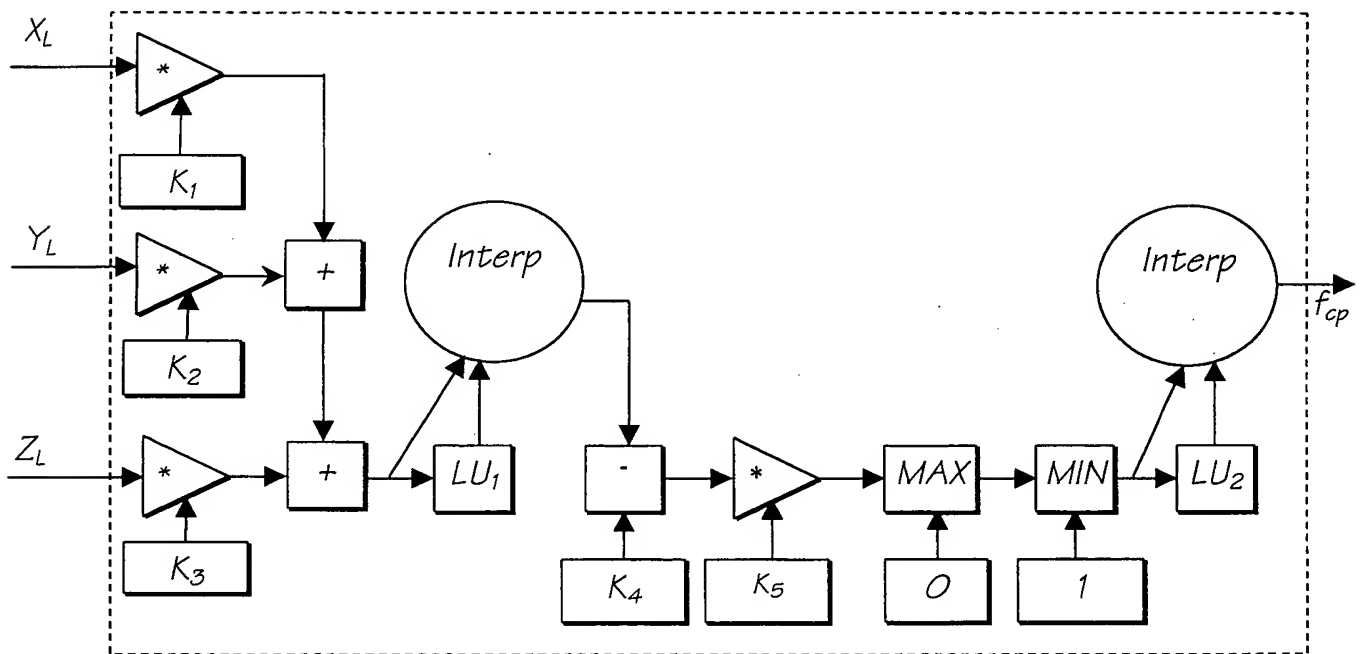 X_L
*
K_1
Y_L
*
+
Interp
Interp
f_cp
K_2
Z_L
*
+
LU_1
-
*
MAX
MIN
LU_2
K_3
K_4
K_5
0
1